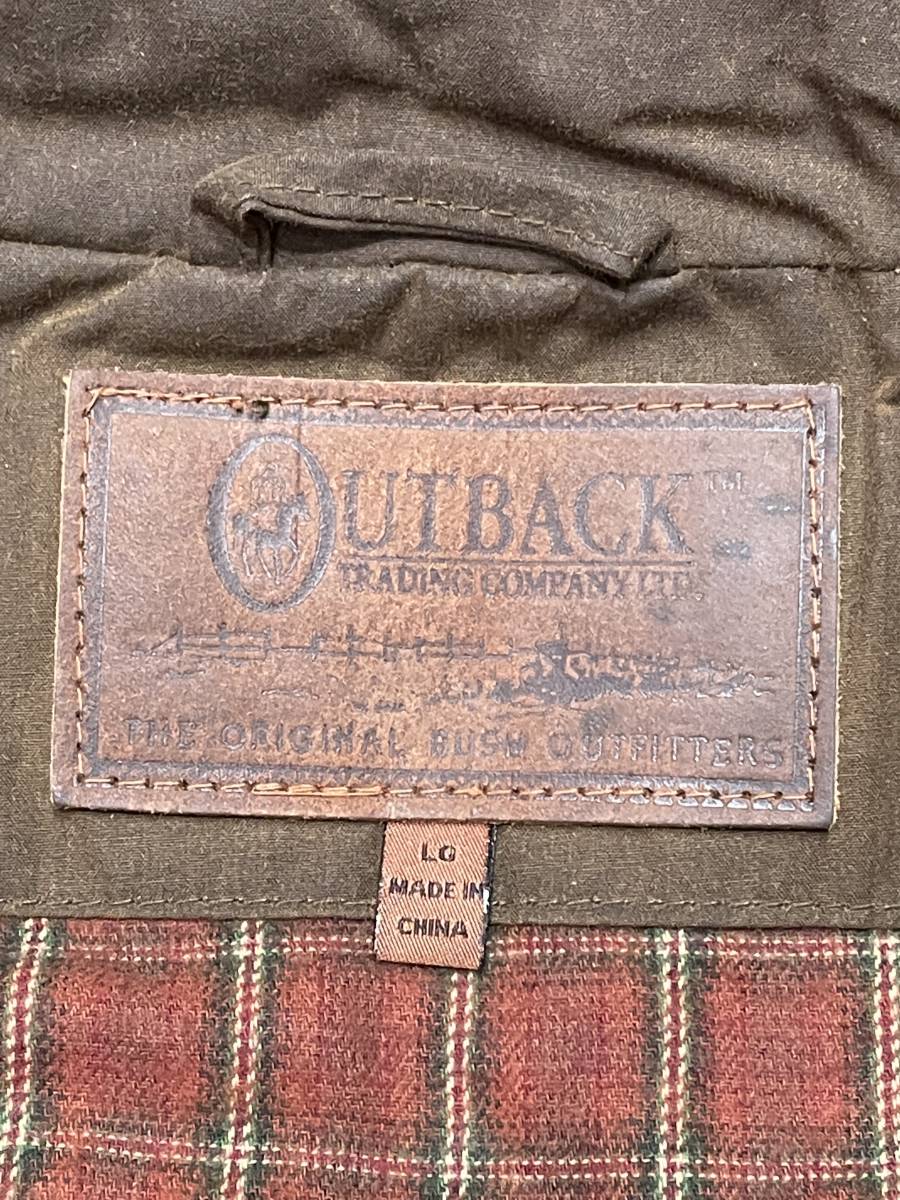 OUTBACK™
TRADING COMPANY LTD.
THE ORIGINAL BUSH OUTFITTERS
LG
MADE IN
CHINA